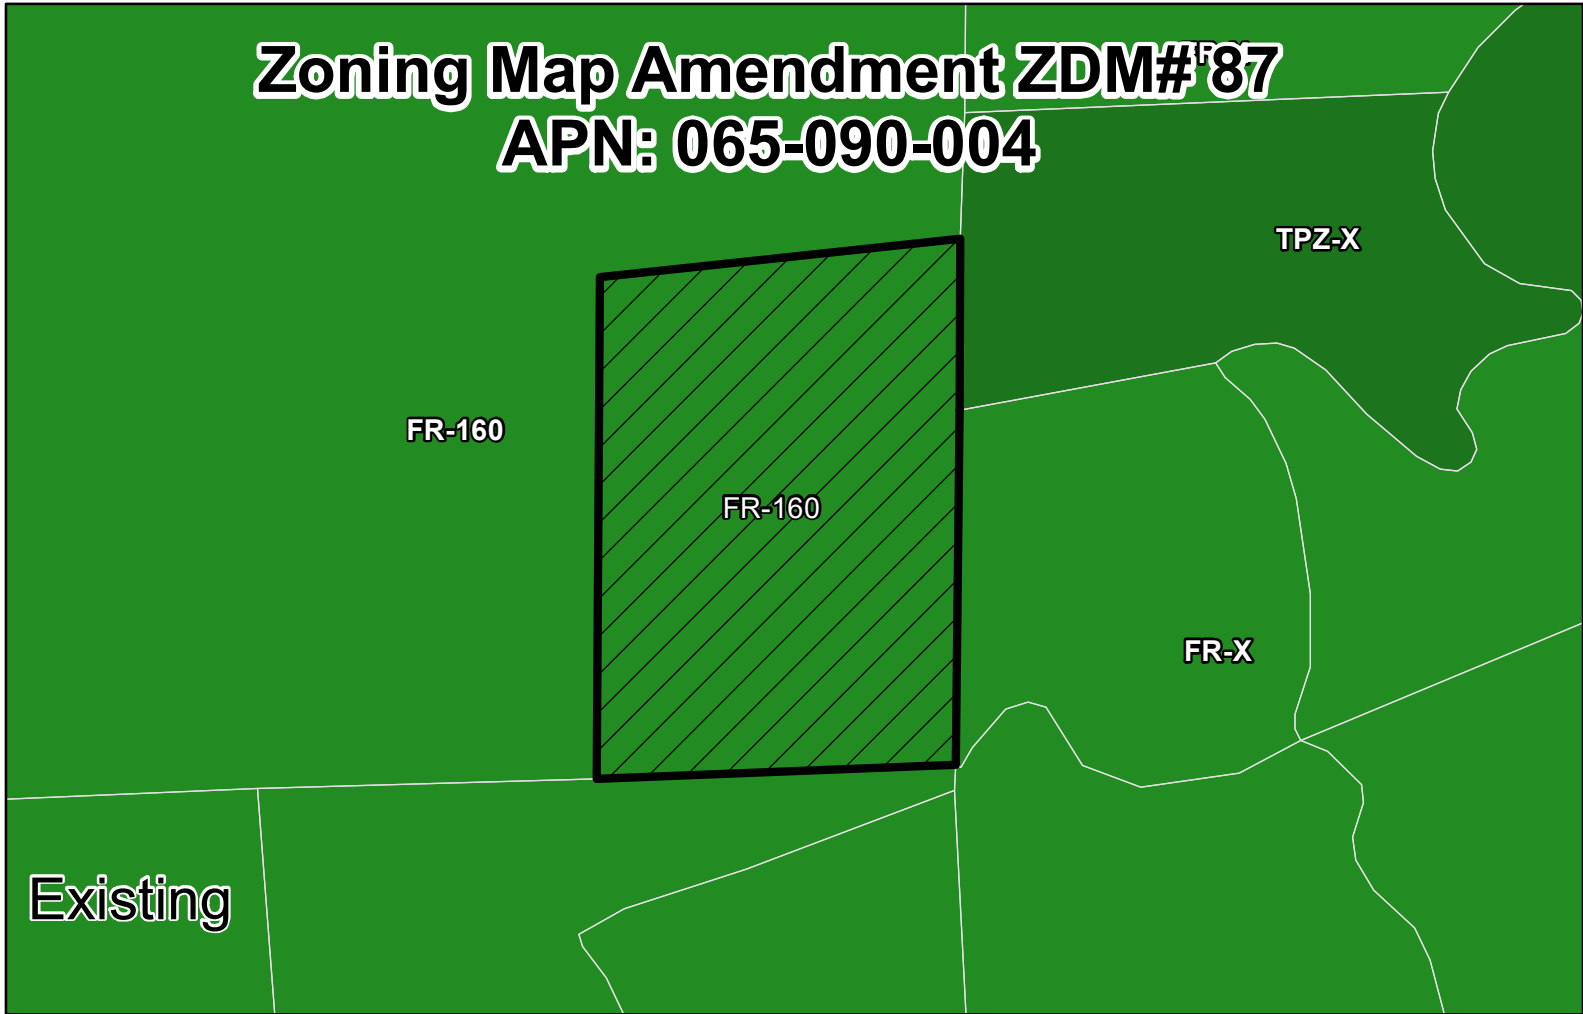 Zoning Map Amendment ZDM# 87
APN: 065-090-004
TPZ-X
FR-160
FR-160
FR-X
Existing